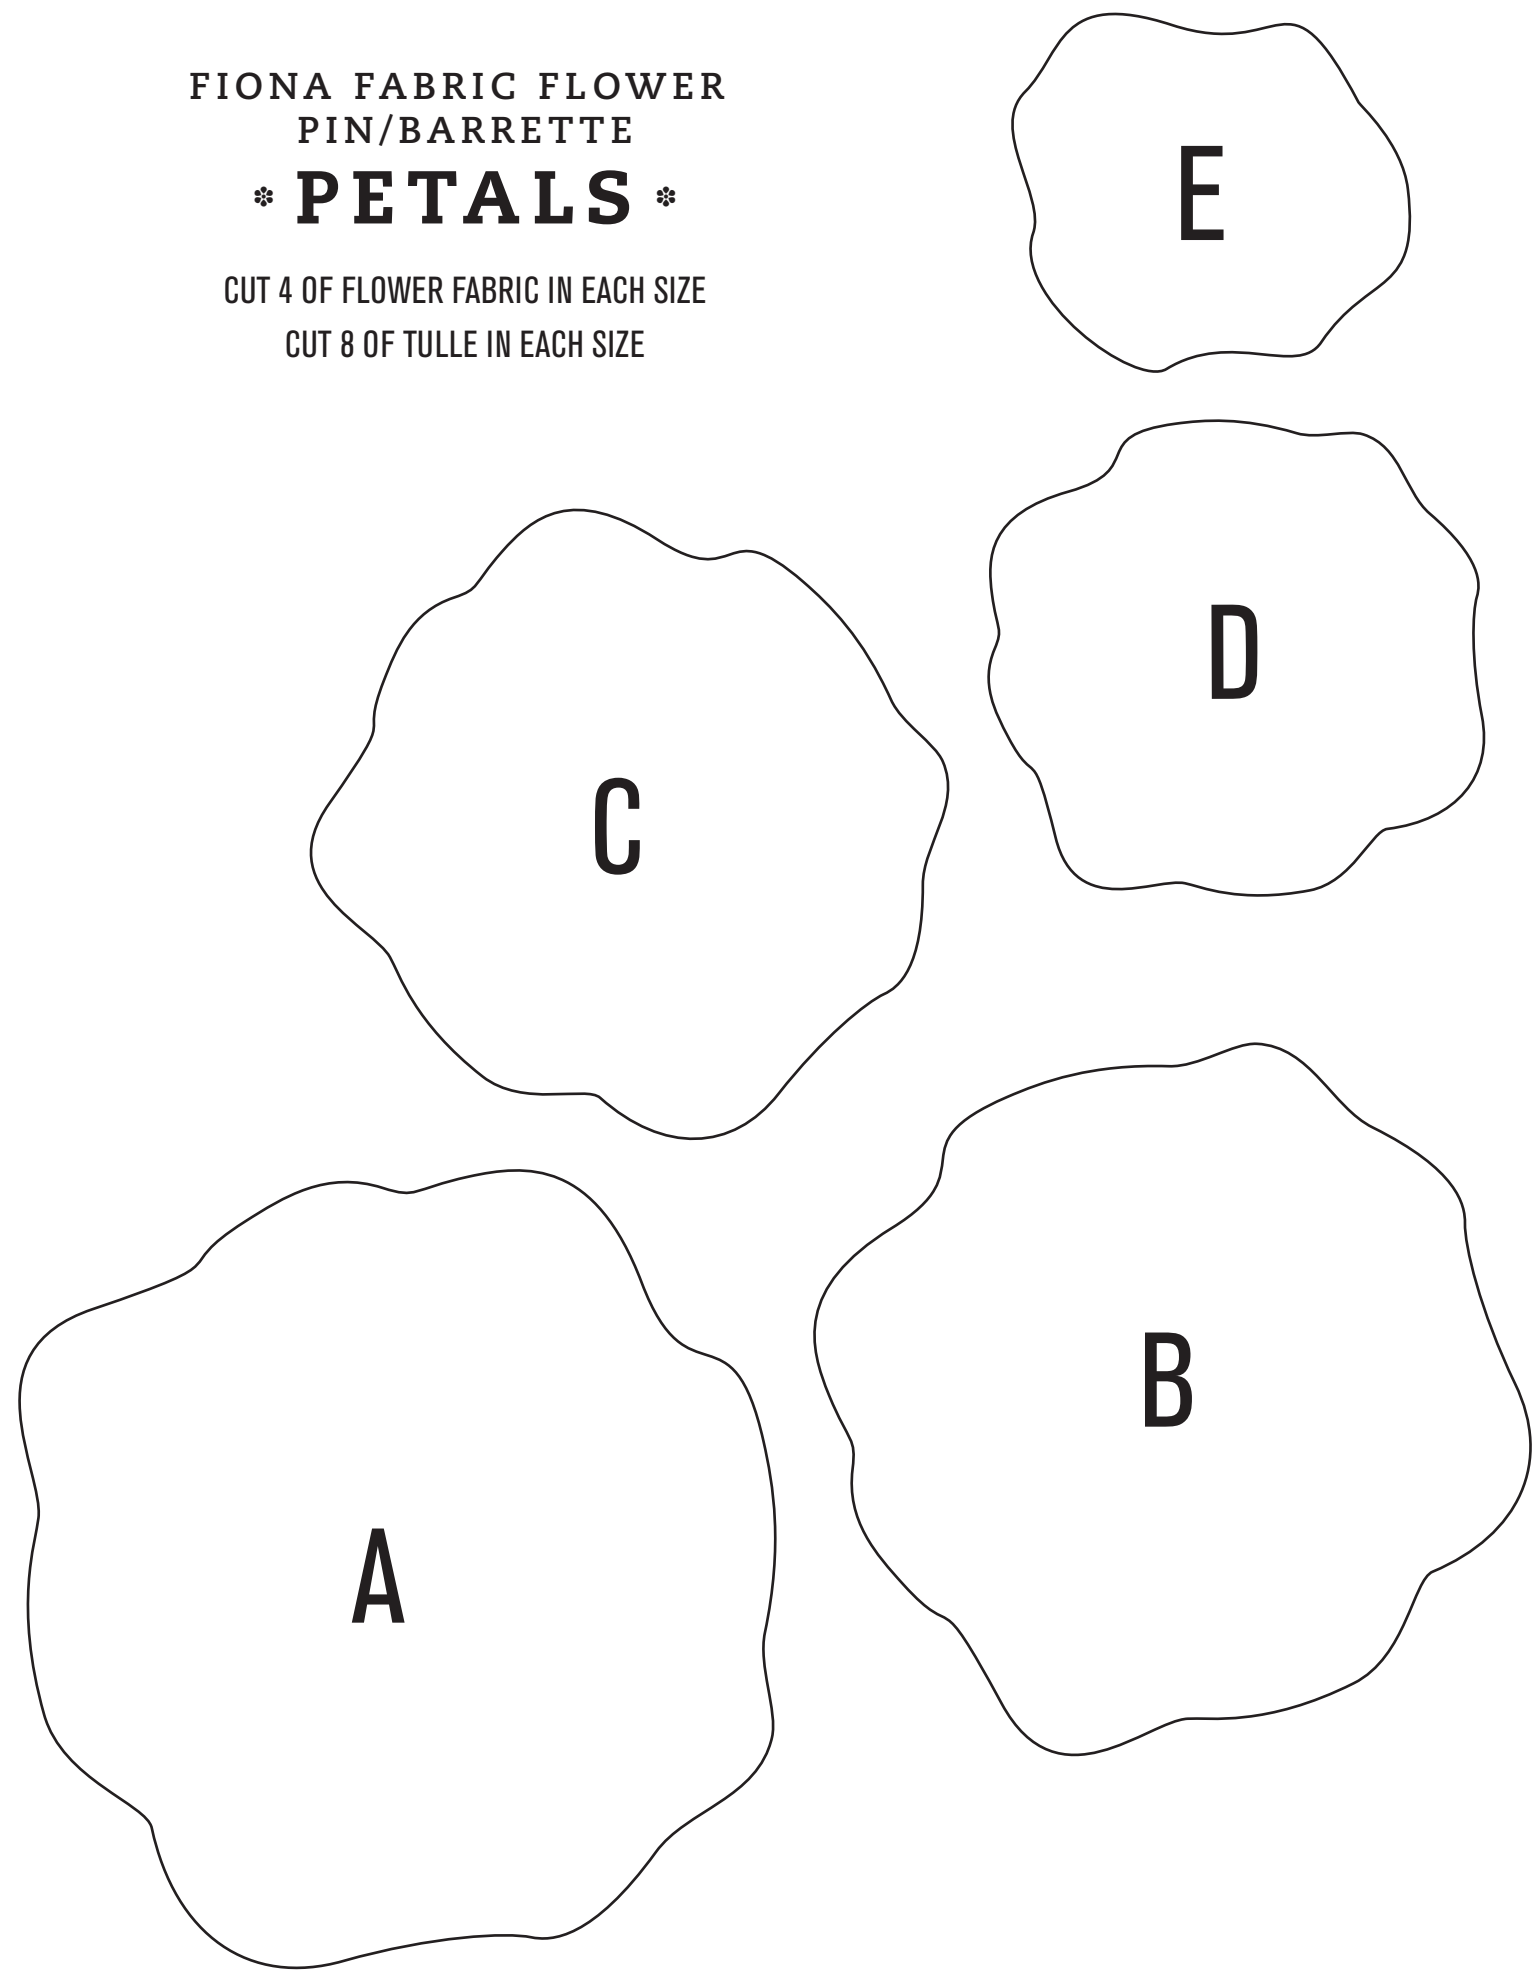 FIONA FABRIC FLOWER
PIN/BARRETTE
PETALS
CUT 4 OF FLOWER FABRIC IN EACH SIZE
CUT 8 OF TULLE IN EACH SIZE
E
D
C
B
A